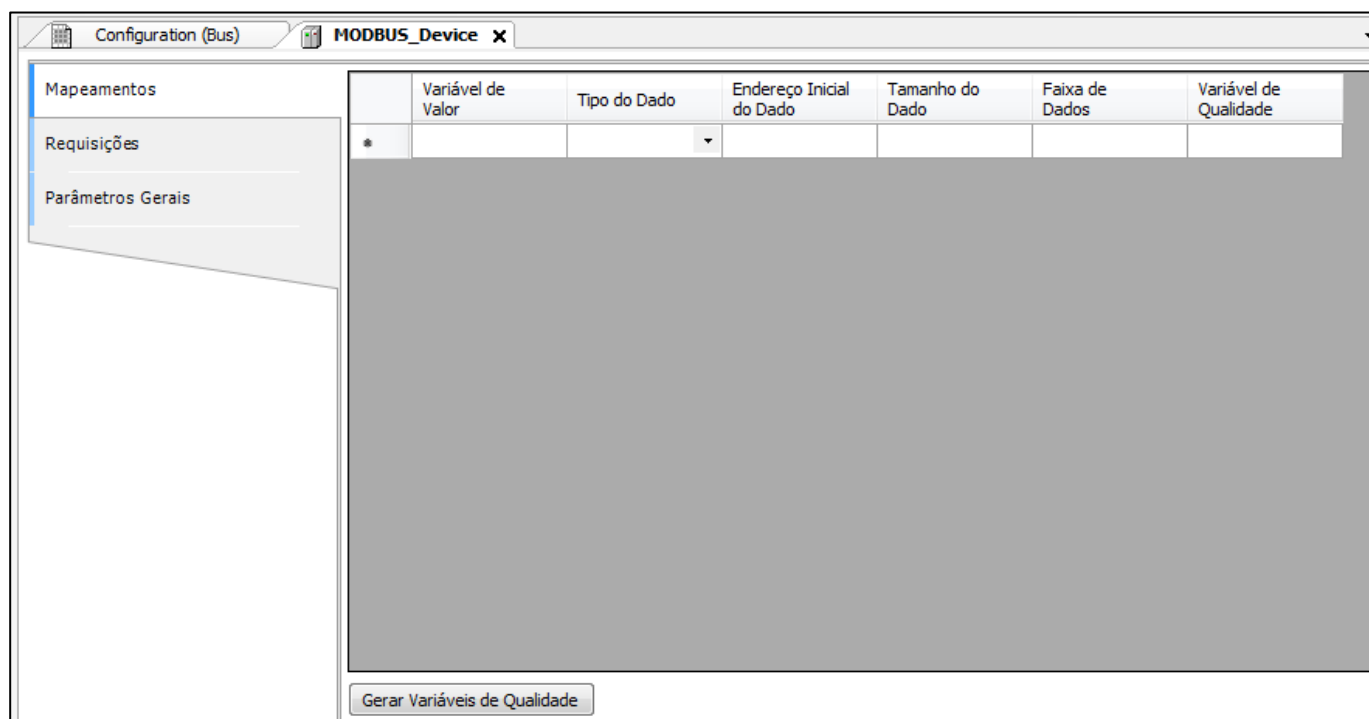 Configuration (Bus)
MODBUS_Device
Mapeamentos
Requisições
Parâmetros Gerais
Variável de
Valor
Tipo do Dado
Endereço Inicial
do Dado
Tamanho do
Dado
Faixa de
Dados
Variável de
Qualidade
Gerar Variáveis de Qualidade